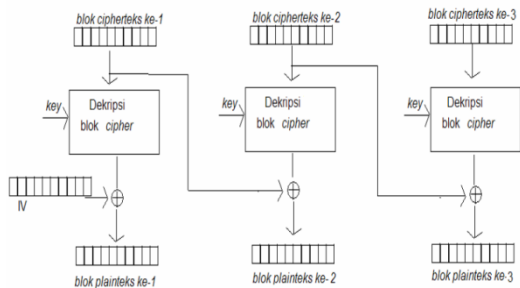 blok cipherteks ke-1
blok cipherteks ke-2
blok cipherteks ke-3
key
Dekripsi
blok cipher
key
Dekripsi
blok cipher
key
Dekripsi
blok cipher
IV
blok plainteks ke-1
blok plainteks ke-2
blok plainteks ke-3